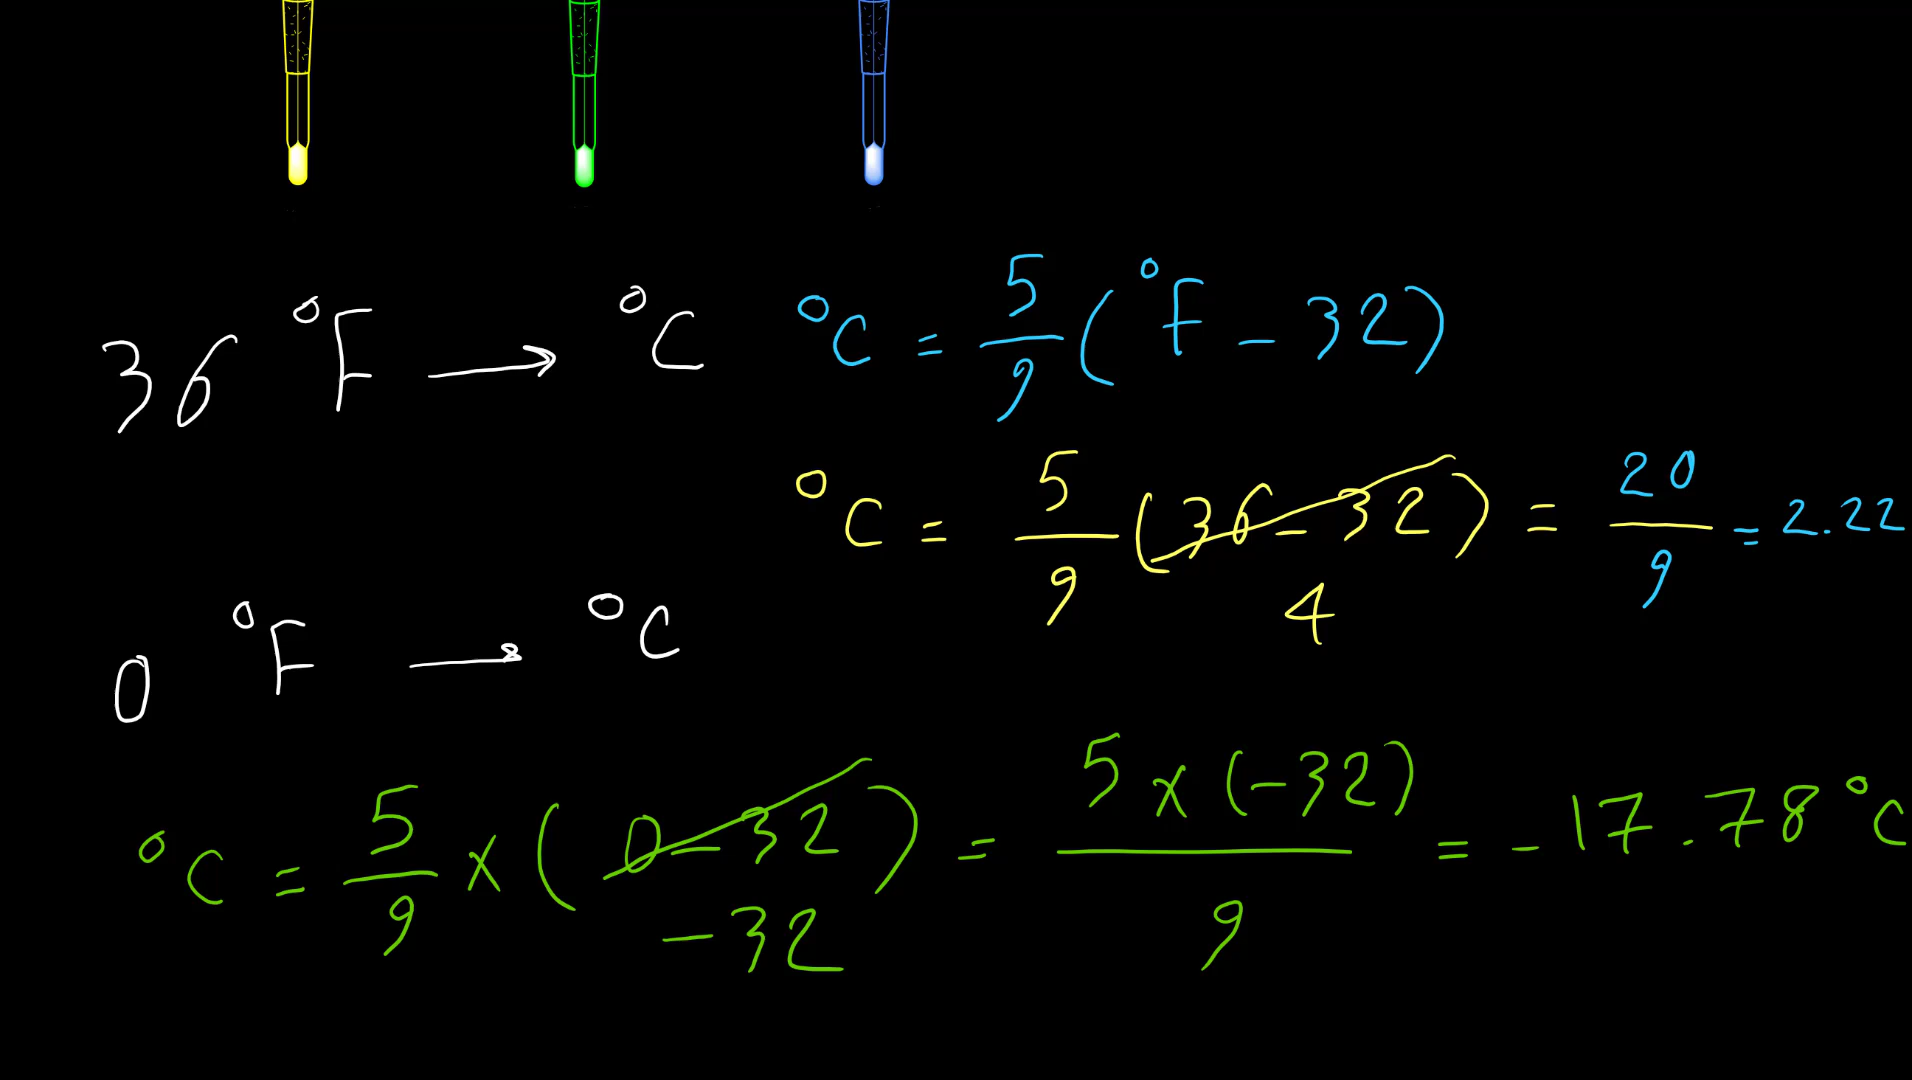 36 °F → °C °C = 5/9 (°F - 32)
°C = 5/9 (36 - 32) = 20/9 = 2.22
4
0 °F → °C
°C = 5/9 x (0 - 32) = 5 x (-32)/9 = -17.78 °C
-32